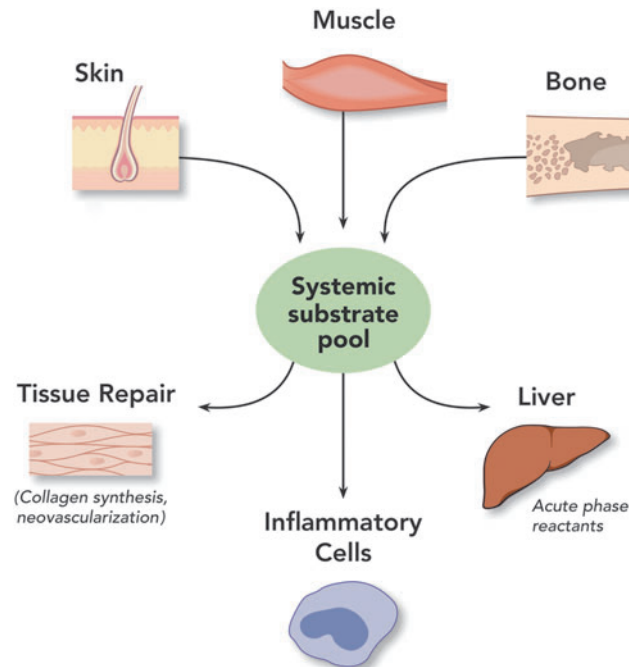 Muscle
Skin
Bone
Systemic
substrate
pool
Tissue Repair
(Collagen synthesis,
neovascularization)
Liver
Acute phase
reactants
Inflammatory
Cells